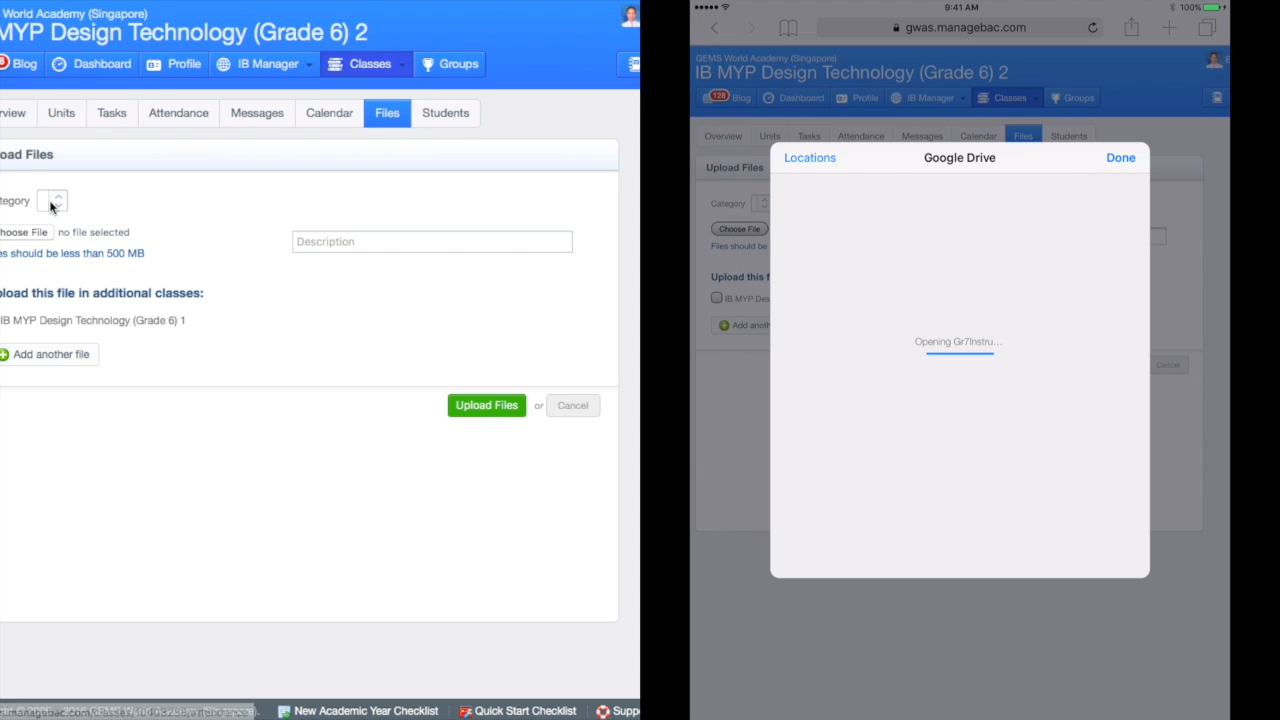 World Academy (Singapore)
MYP Design Technology (Grade 6) 2
Blog Dashboard Profile IB Manager Classes Groups
rview Units Tasks Attendance Messages Calendar Files Students
oad Files
tegory
hoose File no file selected
Description
es should be less than 500 MB
pload this file in additional classes:
IB MYP Design Technology (Grade 6) 1
Add another file
Upload Files or Cancel
New Academic Year Checklist Quick Start Checklist Supp
9:41 AM 100%
gwas.managebac.com
GEMS World Academy (Singapore)
IB MYP Design Technology (Grade 6) 2
128 Blog Dashboard Profile IB Manager Classes Groups
Overview Units Tasks Attendance Messages Calendar Files Students
Locations Google Drive Done
Upload Files
Category
Choose File
Files should be
Upload this f
IB MYP Des
Add anoth
Opening Gr7Instru...
Cancel